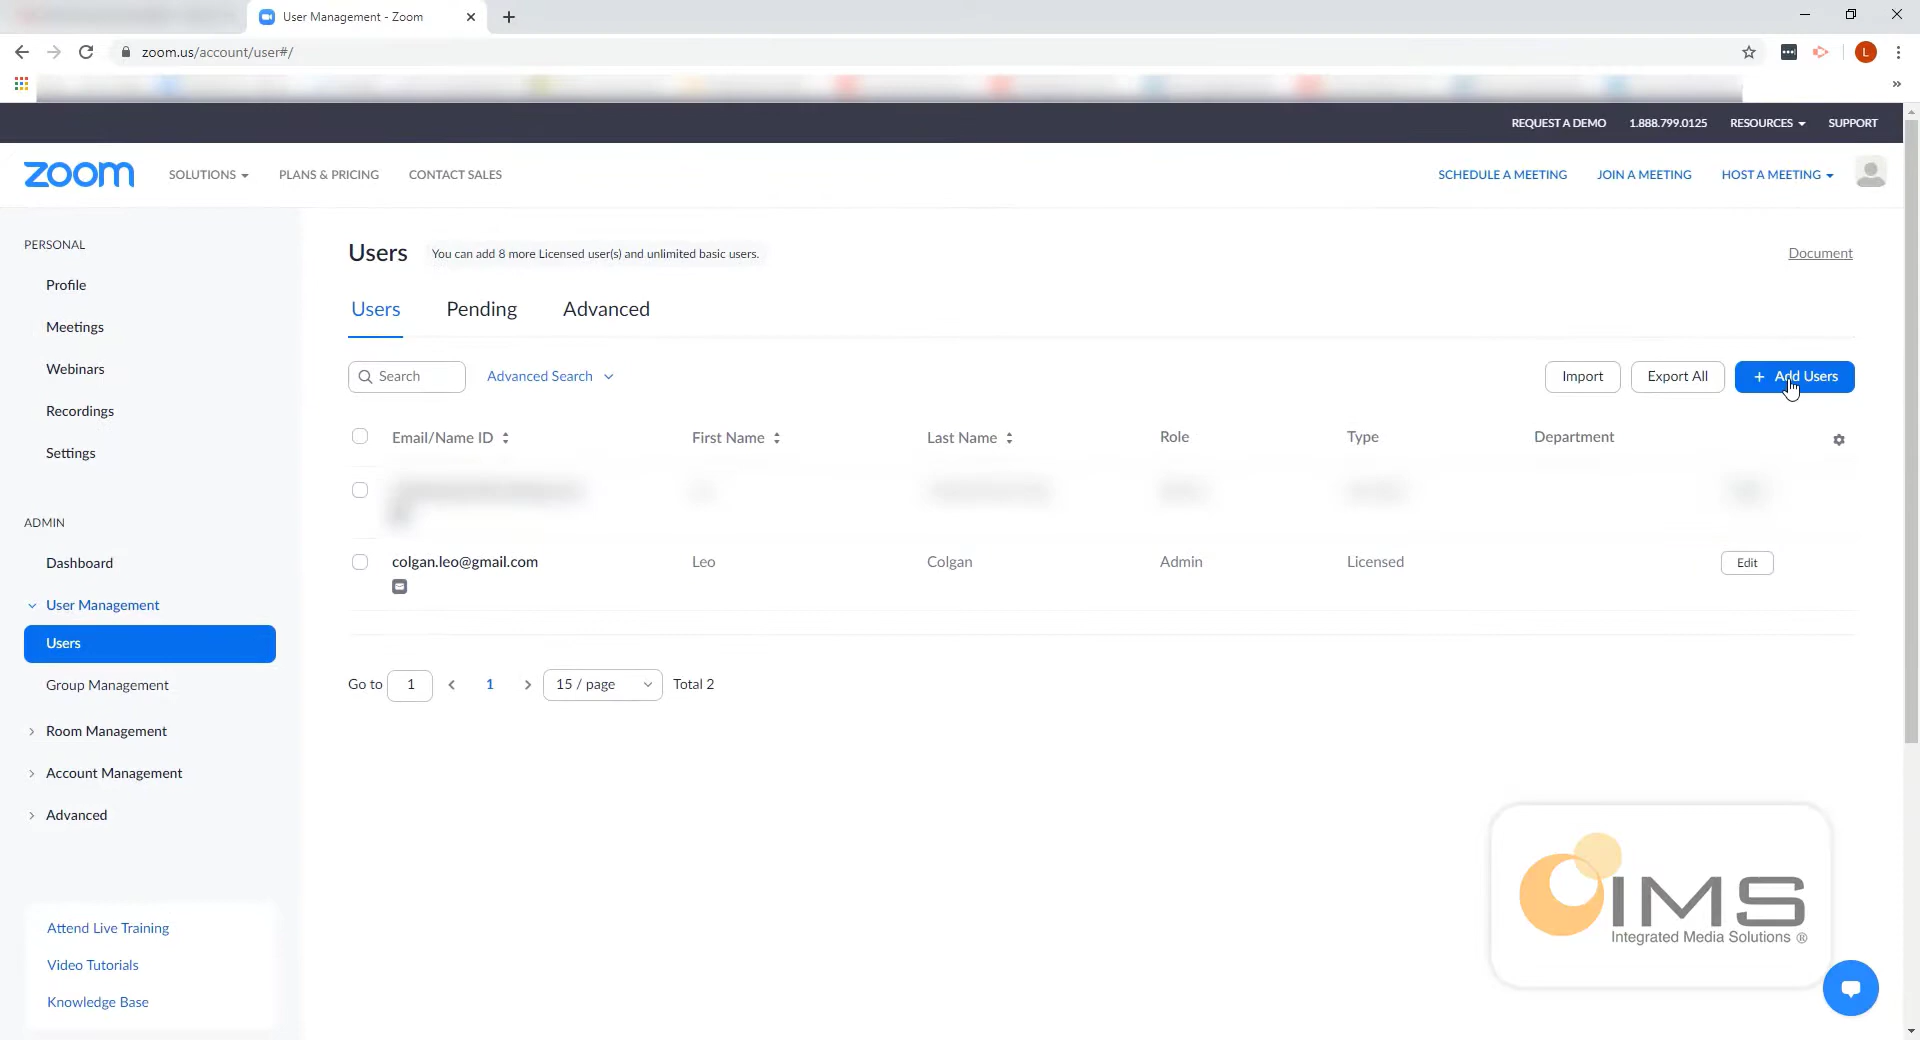 User Management - Zoom
zoom.us/account/user#/
L
REQUEST A DEMO 1.888.799.0125 RESOURCES SUPPORT
zoom SOLUTIONS PLANS & PRICING CONTACT SALES SCHEDULE A MEETING JOIN A MEETING HOST A MEETING
PERSONAL
Profile
Meetings
Webinars
Recordings
Settings
ADMIN
Dashboard
User Management
Users
Group Management
Room Management
Account Management
Advanced
Attend Live Training
Video Tutorials
Knowledge Base
Users You can add 8 more Licensed user(s) and unlimited basic users. Document
Users Pending Advanced
Search Advanced Search Import Export All + Add Users
Email/Name ID First Name Last Name Role Type Department
colgan.leo@gmail.com Leo Colgan Admin Licensed Edit
Go to 1 < 1 > 15 / page Total 2
IMS
Integrated Media Solutions ®